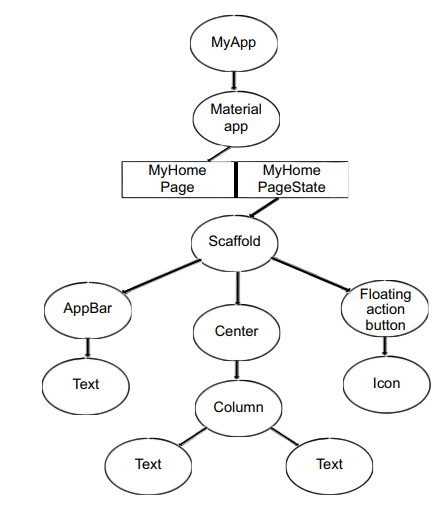 MyApp
Material
app
MyHome
Page
MyHome
PageState
Scaffold
AppBar
Center
Floating
action
button
Text
Icon
Column
Text
Text